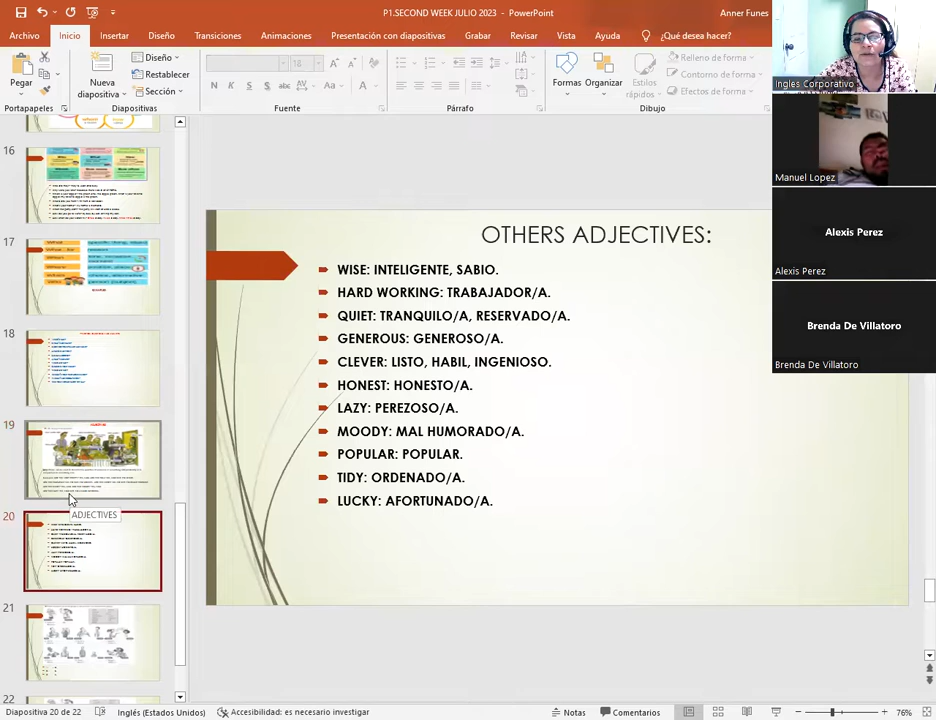 P1.SECOND WEEK JULIO 2023 - PowerPoint
Anner Funes
Archivo Inicio Insertar Diseño Transiciones Animaciones Presentación con diapositivas Grabar Revisar Vista Ayuda ¿Qué desea hacer?
Pegar
Nueva diapositiva
Diseño
Restablecer
Sección
18
Formas
Organizar
Estilos rápidos
Relleno de forma
Contorno de forma
Efectos de forma
Portapapeles Diapositivas Fuente Párrafo Dibujo
16
17
18
19
ADJECTIVES
20
21
22
OTHERS ADJECTIVES:
WISE: INTELIGENTE, SABIO.
HARD WORKING: TRABAJADOR/A.
QUIET: TRANQUILO/A, RESERVADO/A.
GENEROUS: GENEROSO/A.
CLEVER: LISTO, HABIL, INGENIOSO.
HONEST: HONESTO/A.
LAZY: PEREZOSO/A.
MOODY: MAL HUMORADO/A.
POPULAR: POPULAR.
TIDY: ORDENADO/A.
LUCKY: AFORTUNADO/A.
Ingles Corporativo
Manuel Lopez
Alexis Perez
Alexis Perez
Brenda De Villatoro
Brenda De Villatoro
Diapositiva 20 de 22 Inglés (Estados Unidos) Accesibilidad: es necesario investigar Notas Comentarios 76%